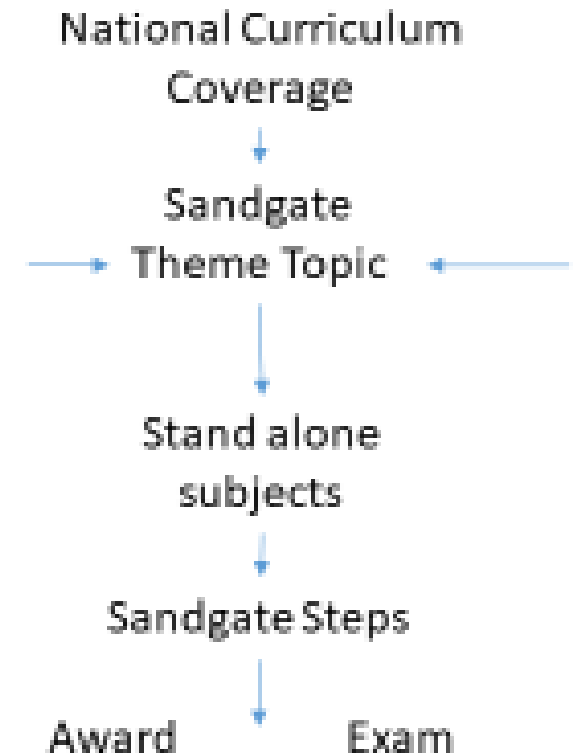 National Curriculum
Coverage
Sandgate
Theme Topic
Stand alone
subjects
Sandgate Steps
Award Exam